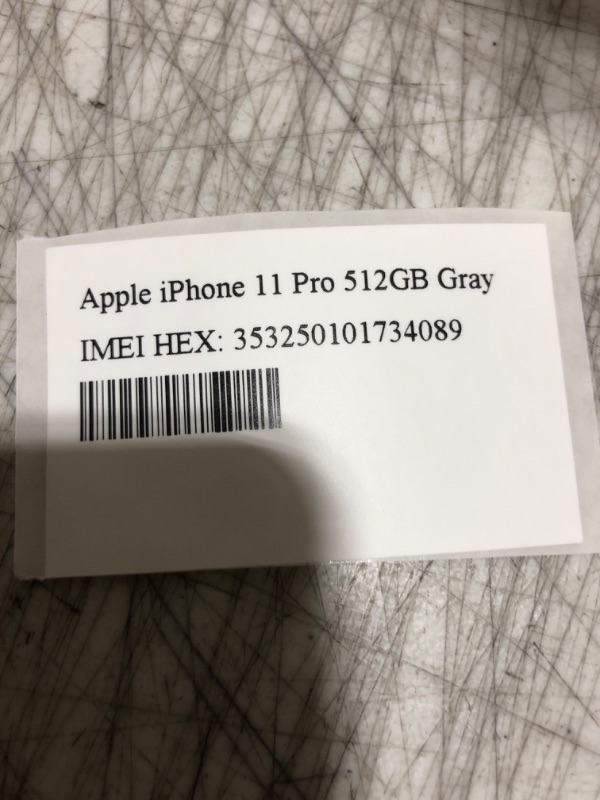 Apple iPhone 11 Pro 512GB Gray
IMEI HEX: 353250101734089